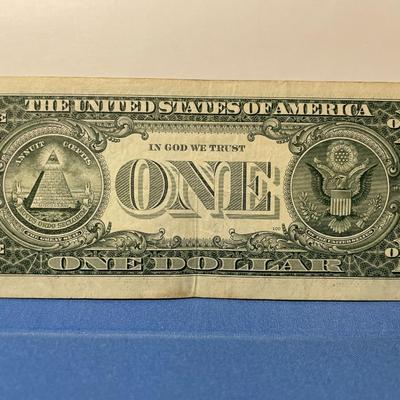 THE UNITED STATES OF AMERICA
ANNUIT CŒPTIS
IN GOD WE TRUST
ONE
ONE DOLLAR